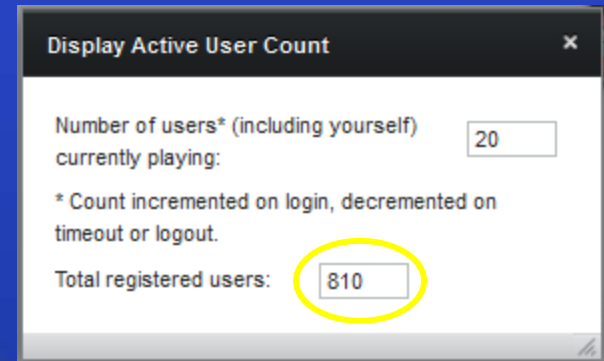 Display Active User Count ×
Number of users* (including yourself)
currently playing: 20
* Count incremented on login, decremented on
timeout or logout.
Total registered users: 810